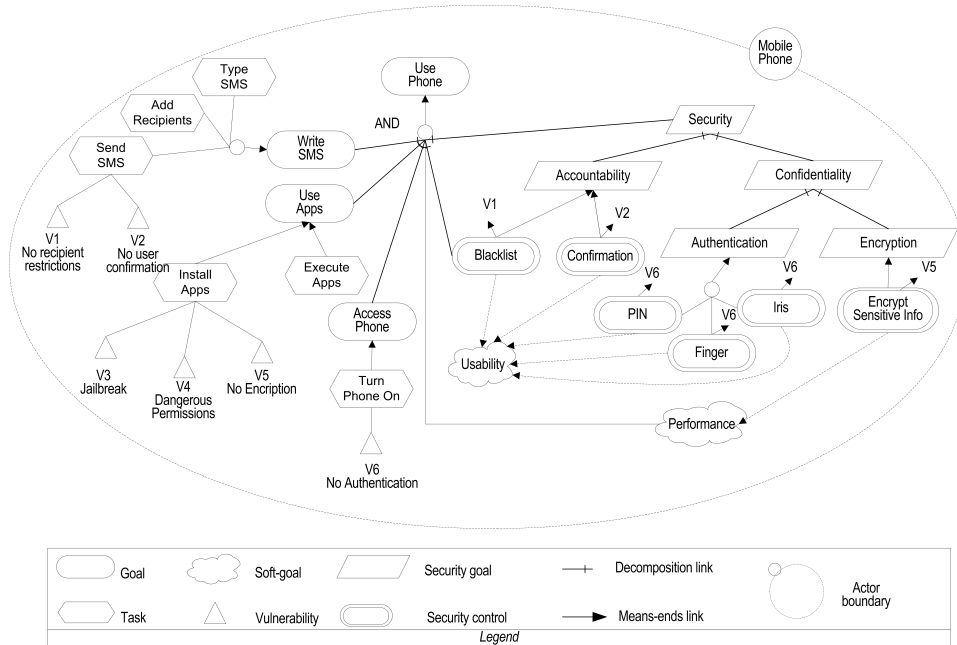 Mobile
Phone
Type
SMS
Use
Phone
Add
Recipients
AND
Security
Send
SMS
Write
SMS
Accountability
Confidentiality
Use
Apps
V1
No recipient
restrictions
V2
No user
confirmation
V1
V2
Blacklist
Confirmation
Authentication
Encryption
Install
Apps
Execute
Apps
V6
V6
V5
Access
Phone
PIN
V6
Iris
Encrypt
Sensitive Info
Finger
Usability
V3
Jailbreak
V4
Dangerous
Permissions
V5
No Encription
Turn
Phone On
Performance
V6
No Authentication
Goal
Soft-goal
Security goal
Decomposition link
Actor
boundary
Task
Vulnerability
Security control
Means-ends link
Legend